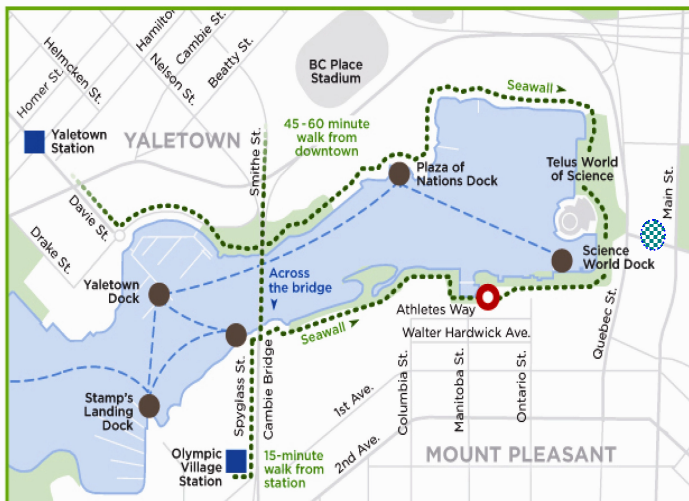 Hamilton
Cambie St.
Helmcken St.
Nelson St.
Beatty St.
Homer St.
BC Place
Stadium
Seawall
Yaletown
Station
YALETOWN
45-60 minute
walk from
downtown
Smithe St.
Plaza of
Nations Dock
Telus World
of Science
Main St.
Davie St.
Drake St.
Yaletown
Dock
Across
the bridge
Science
World Dock
Athletes Way
Seawall
Walter Hardwick Ave.
Quebec St.
Stamp's
Landing
Dock
Spyglass St.
Cambie Bridge
1st Ave.
Columbia St.
Manitoba St.
Ontario St.
2nd Ave.
Olympic
Village
Station
15-minute
walk from
station
MOUNT PLEASANT